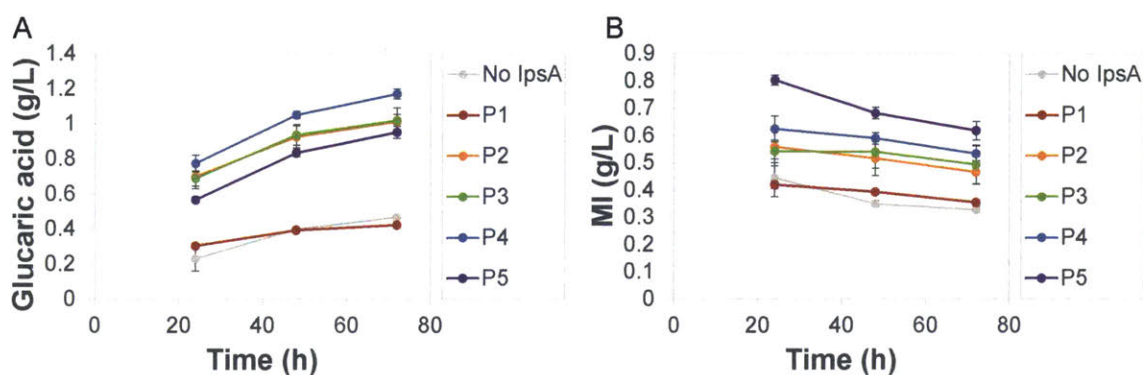 A
Glucaric acid (g/L)
1.4
1.2
1
0.8
0.6
0.4
0.2
0
0
20
40
60
80
Time (h)
No IpsA
P1
P2
P3
P4
P5
B
MI (g/L)
0.9
0.8
0.7
0.6
0.5
0.4
0.3
0.2
0.1
0
0
20
40
60
80
Time (h)
No IpsA
P1
P2
P3
P4
P5